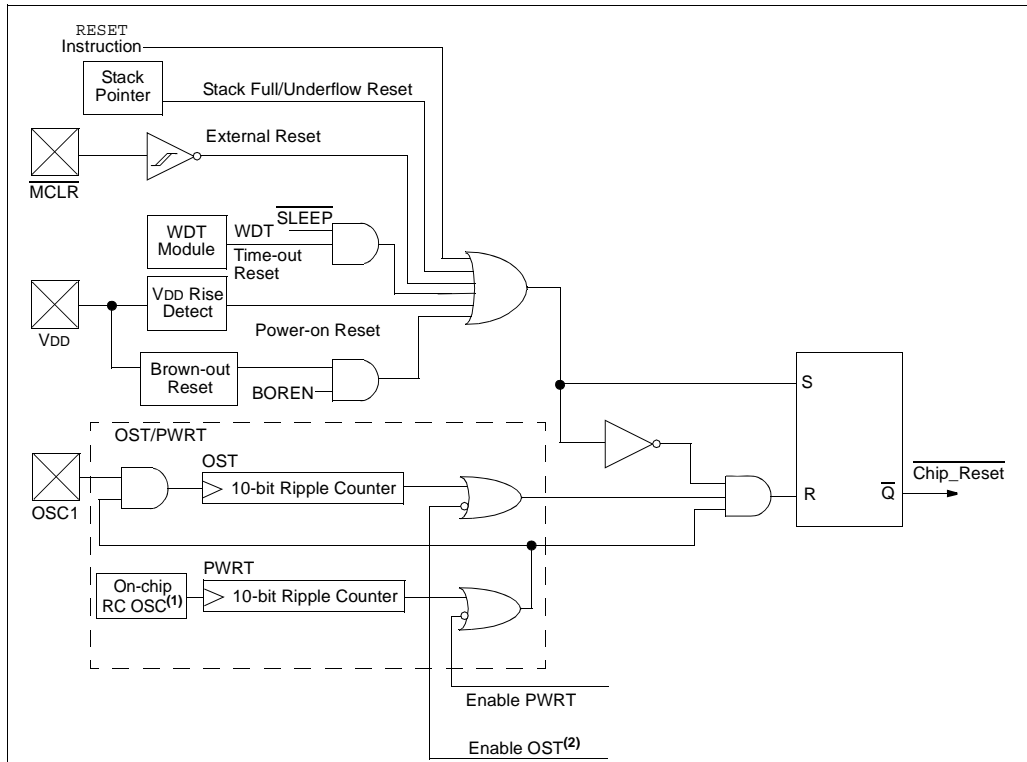 RESET
Instruction
Stack
Pointer
Stack Full/Underflow Reset
External Reset
MCLR
SLEEP
WDT
Module
WDT
Time-out
Reset
VDD Rise
Detect
VDD
Power-on Reset
Brown-out
Reset
BOREN
S
OST/PWRT
OST
10-bit Ripple Counter
OSC1
Chip_Reset
R
Q
PWRT
On-chip
RC OSC(1)
10-bit Ripple Counter
Enable PWRT
Enable OST(2)